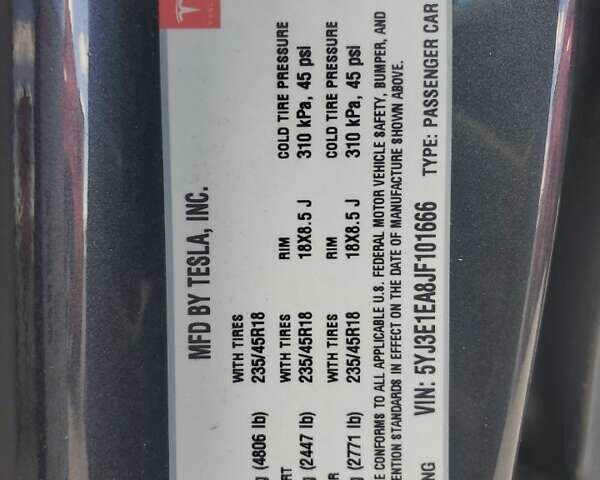 MFD BY TESLA, INC.
(4806 lb) WITH TIRES 235/45R18
RIM 18X8.5 J
COLD TIRE PRESSURE 310 kPa, 45 psi
(2447 lb) WITH TIRES 235/45R18
RIM 18X8.5 J
COLD TIRE PRESSURE 310 kPa, 45 psi
(2771 lb) WITH TIRES 235/45R18
CONFORMS TO ALL APPLICABLE U.S. FEDERAL MOTOR VEHICLE SAFETY, BUMPER, AND
STANDARDS IN EFFECT ON THE DATE OF MANUFACTURE SHOWN ABOVE.
VIN: 5YJ3E1EA8JF101666 TYPE: PASSENGER CAR